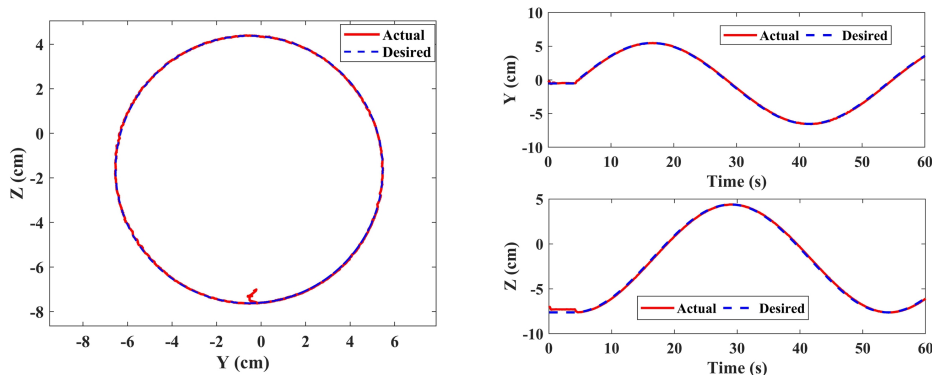 4
2
0
-2
-4
-6
-8
Z (cm)
-8 -6 -4 -2 0 2 4 6
Y (cm)
Actual
Desired
10
5
0
-5
-10
Y (cm)
Actual Desired
0 10 20 30 40 50 60
Time (s)
5
0
-5
-10
Z (cm)
Actual Desired
0 10 20 30 40 50 60
Time (s)